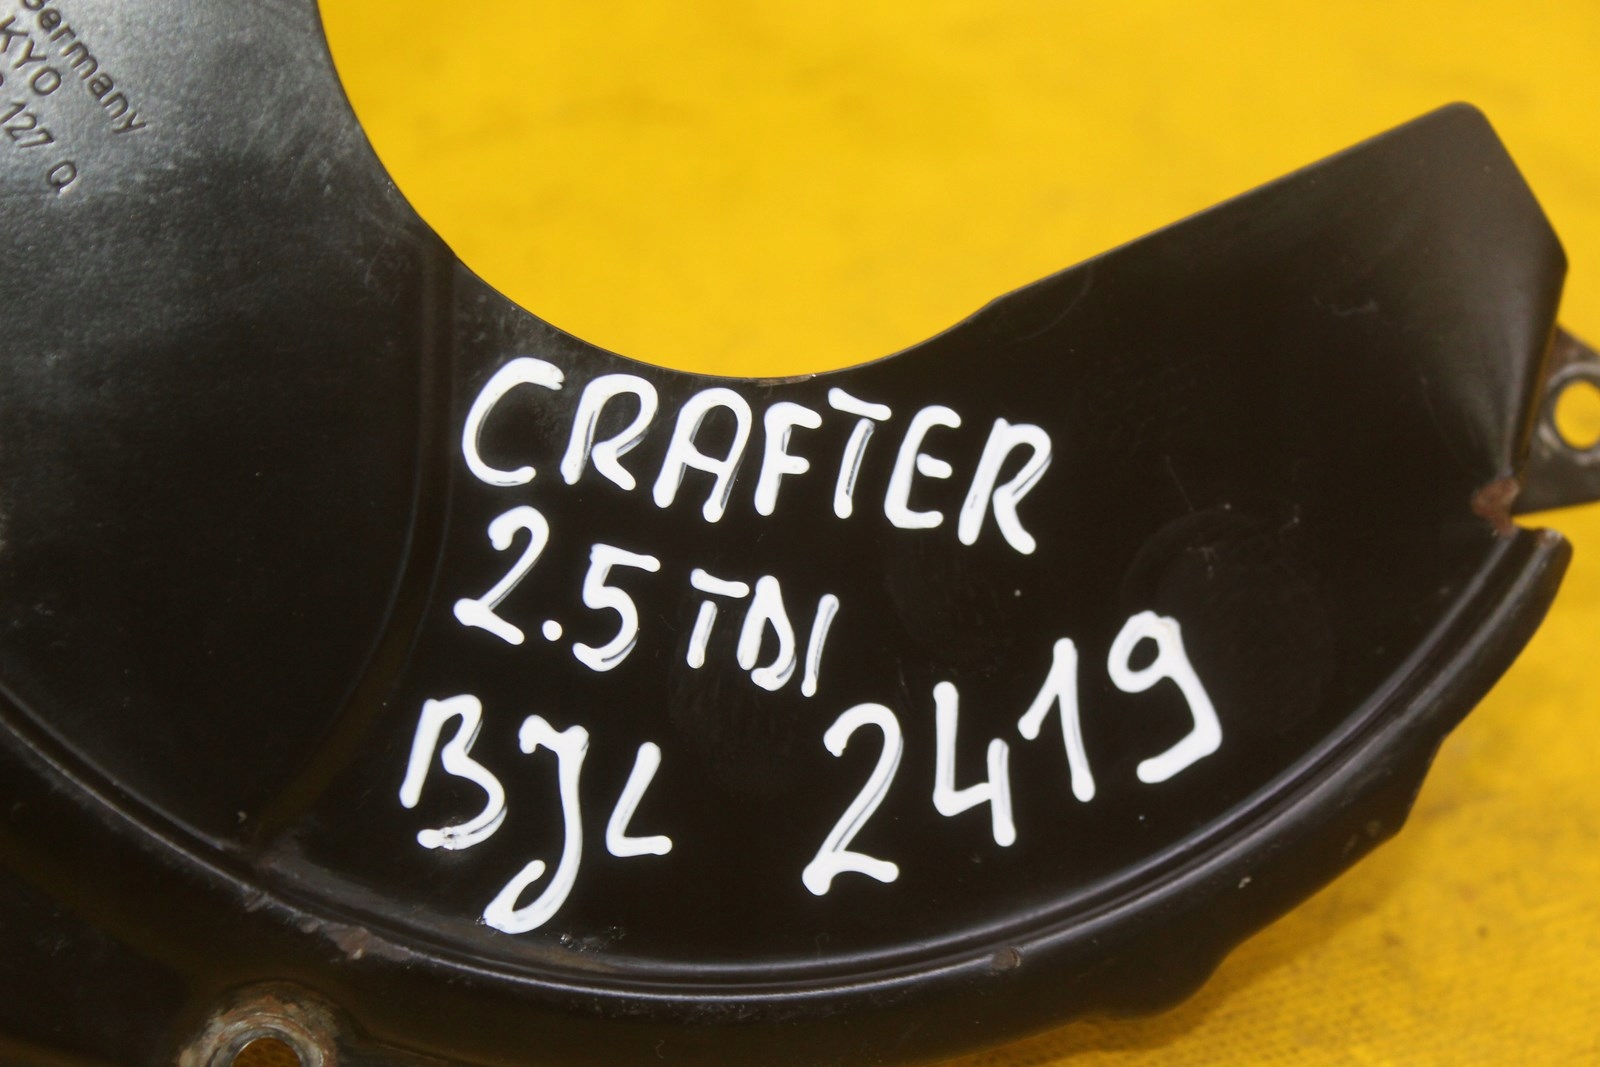 Germany
KYO
127 Q
CRAFTER
2.5 TDI
BJL 2419